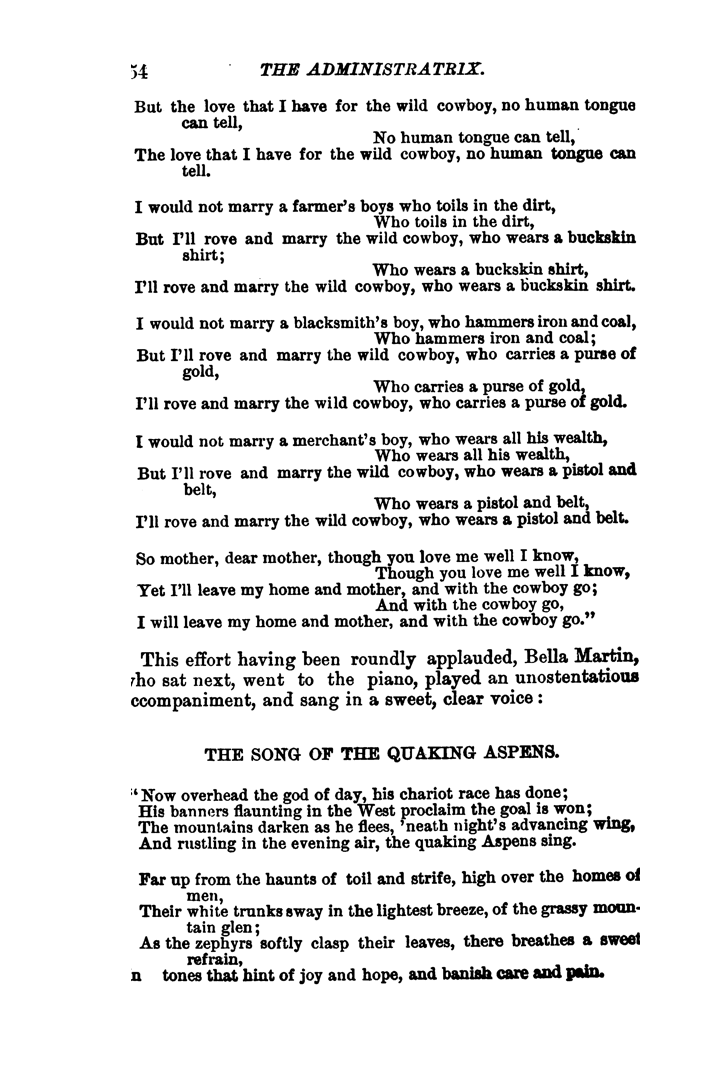 54 THE ADMINISTRATRIX.
But the love that I have for the wild cowboy, no human tongue
can tell,
No human tongue can tell,
The love that I have for the wild cowboy, no human tongue can
tell.
I would not marry a farmer's boys who toils in the dirt,
Who toils in the dirt,
But I'll rove and marry the wild cowboy, who wears a buckskin
shirt;
Who wears a buckskin shirt,
I'll rove and marry the wild cowboy, who wears a buckskin shirt.
I would not marry a blacksmith's boy, who hammers iron and coal,
Who hammers iron and coal;
But I'll rove and marry the wild cowboy, who carries a purse of
gold,
Who carries a purse of gold,
I'll rove and marry the wild cowboy, who carries a purse of gold.
I would not marry a merchant's boy, who wears all his wealth,
Who wears all his wealth,
But I'll rove and marry the wild cowboy, who wears a pistol and
belt,
Who wears a pistol and belt,
I'll rove and marry the wild cowboy, who wears a pistol and belt.
So mother, dear mother, though you love me well I know,
Though you love me well I know,
Yet I'll leave my home and mother, and with the cowboy go;
And with the cowboy go,
I will leave my home and mother, and with the cowboy go."
This effort having been roundly applauded, Bella Martin,
who sat next, went to the piano, played an unostentatious
ccompaniment, and sang in a sweet, clear voice:
THE SONG OF THE QUAKING ASPENS.
"Now overhead the god of day, his chariot race has done;
His banners flaunting in the West proclaim the goal is won;
The mountains darken as he flees, 'neath night's advancing wing,
And rustling in the evening air, the quaking Aspens sing.
Far up from the haunts of toil and strife, high over the homes of
men,
Their white trunks sway in the lightest breeze, of the grassy moun-
tain glen;
As the zephyrs softly clasp their leaves, there breathes a sweet
refrain,
n tones that hint of joy and hope, and banish care and pain.